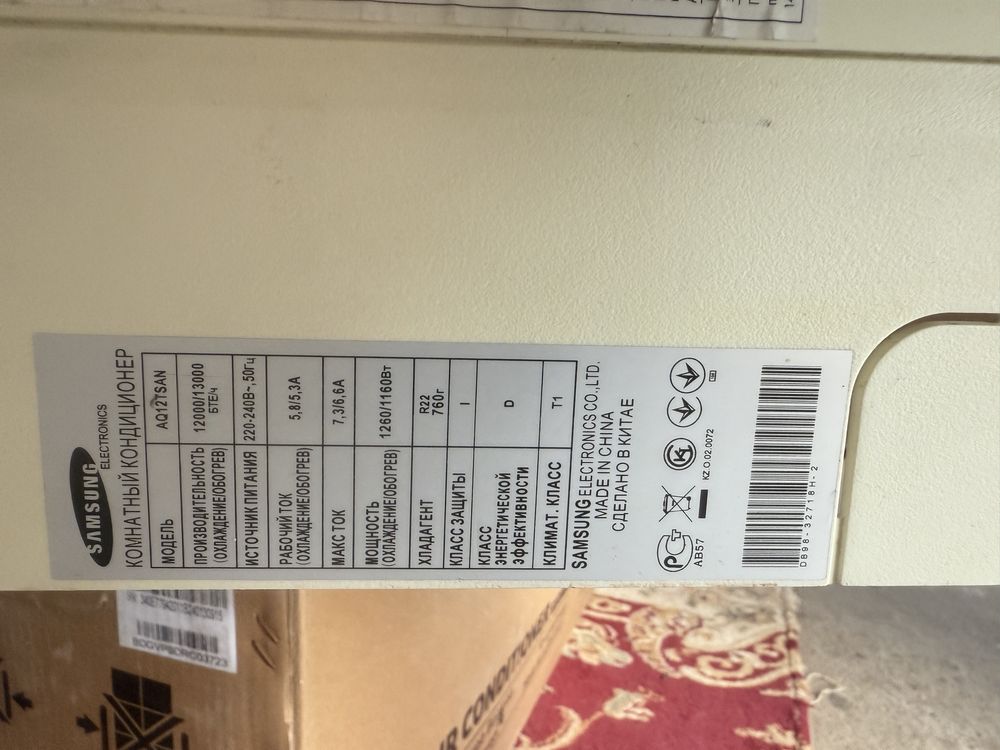 SAMSUNG
ELECTRONICS
КОМНАТНЫЙ КОНДИЦИОНЕР
МОДЕЛЬ AQ12TSAN
ПРОИЗВОДИТЕЛЬНОСТЬ 12000/13000
(ОХЛАЖДЕНИЕ/ОБОГРЕВ) БТЕ/Ч
ИСТОЧНИК ПИТАНИЯ 220-240В~,50Гц
РАБОЧИЙ ТОК 5,8/5,3А
(ОХЛАЖДЕНИЕ/ОБОГРЕВ)
МАКС ТОК 7,3/6,6А
МОЩНОСТЬ 1260/1160Вт
(ОХЛАЖДЕНИЕ/ОБОГРЕВ)
ХЛАДАГЕНТ R22 760г
КЛАСС ЗАЩИТЫ I
КЛАСС ЭНЕРГЕТИЧЕСКОЙ D
ЭФФЕКТИВНОСТИ
КЛИМАТ. КЛАСС T1
SAMSUNG ELECTRONICS CO.,LTD.
MADE IN CHINA
СДЕЛАНО В КИТАЕ
АВ57
KZ.O.02.0072
DB98-32718H-2
R CONDITIONER